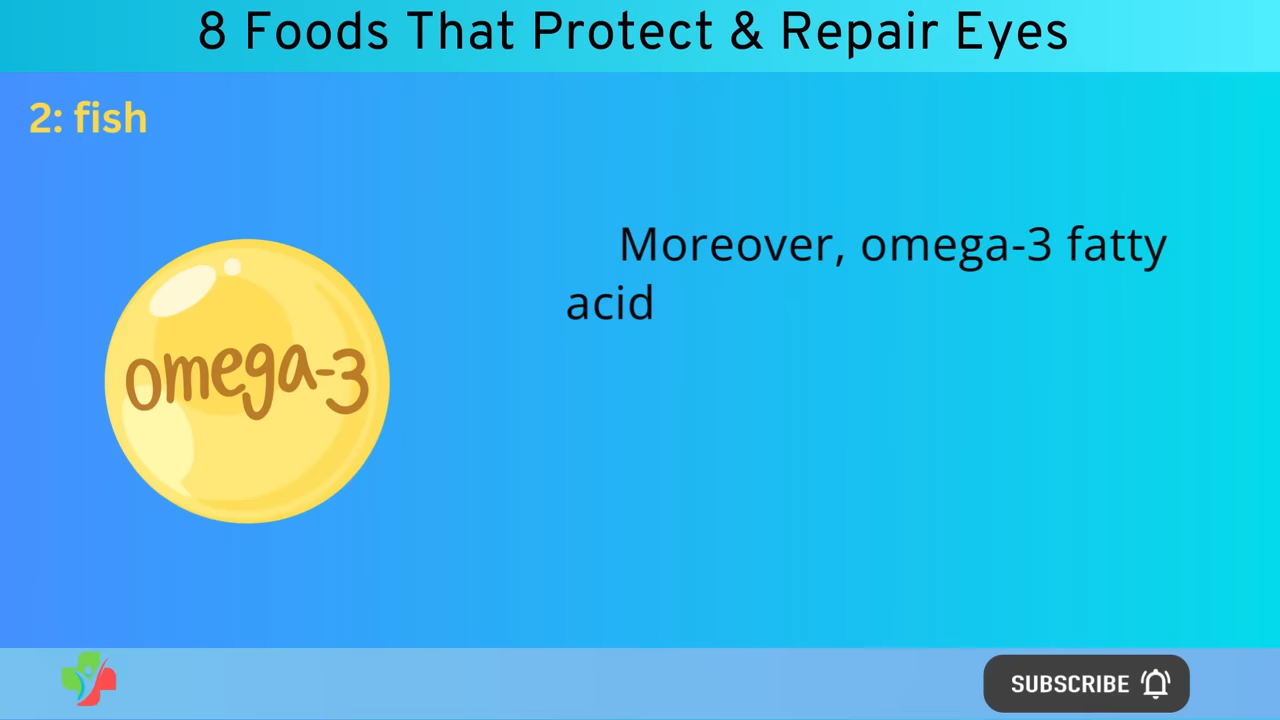 8 Foods That Protect & Repair Eyes
2: fish
omega-3
Moreover, omega-3 fatty
acid
SUBSCRIBE